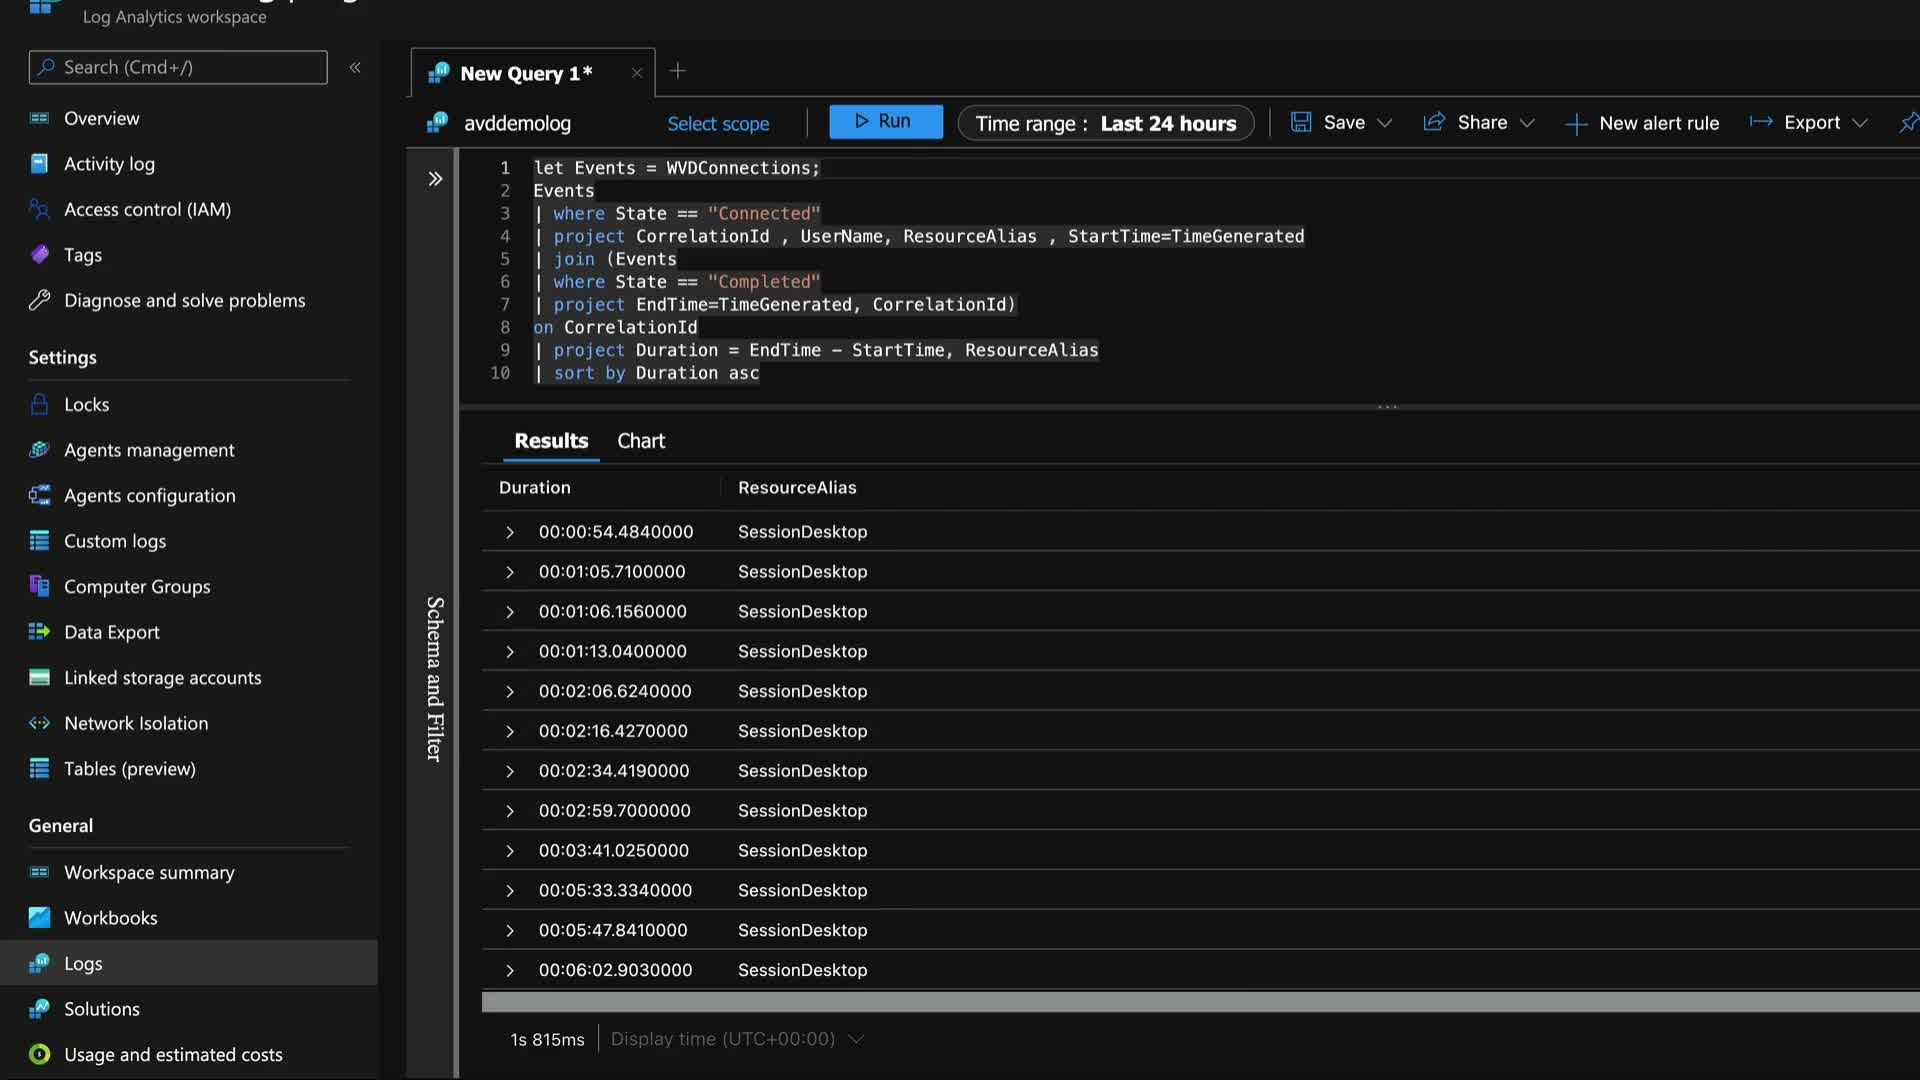 Log Analytics workspace
Search (Cmd+/)
«
Overview
Activity log
Access control (IAM)
Tags
Diagnose and solve problems
Settings
Locks
Agents management
Agents configuration
Custom logs
Computer Groups
Data Export
Linked storage accounts
Network Isolation
Tables (preview)
General
Workspace summary
Workbooks
Logs
Solutions
Usage and estimated costs
New Query 1*
avddemolog
Select scope
Run
Time range : Last 24 hours
Save
Share
New alert rule
Export
Schema and Filter
1 let Events = WVDConnections;
2 Events
3 | where State == "Connected"
4 | project CorrelationId , UserName, ResourceAlias , StartTime=TimeGenerated
5 | join (Events
6 | where State == "Completed"
7 | project EndTime=TimeGenerated, CorrelationId)
8 on CorrelationId
9 | project Duration = EndTime - StartTime, ResourceAlias
10 | sort by Duration asc
Results Chart
Duration ResourceAlias
00:00:54.4840000 SessionDesktop
00:01:05.7100000 SessionDesktop
00:01:06.1560000 SessionDesktop
00:01:13.0400000 SessionDesktop
00:02:06.6240000 SessionDesktop
00:02:16.4270000 SessionDesktop
00:02:34.4190000 SessionDesktop
00:02:59.7000000 SessionDesktop
00:03:41.0250000 SessionDesktop
00:05:33.3340000 SessionDesktop
00:05:47.8410000 SessionDesktop
00:06:02.9030000 SessionDesktop
1s 815ms
Display time (UTC+00:00)